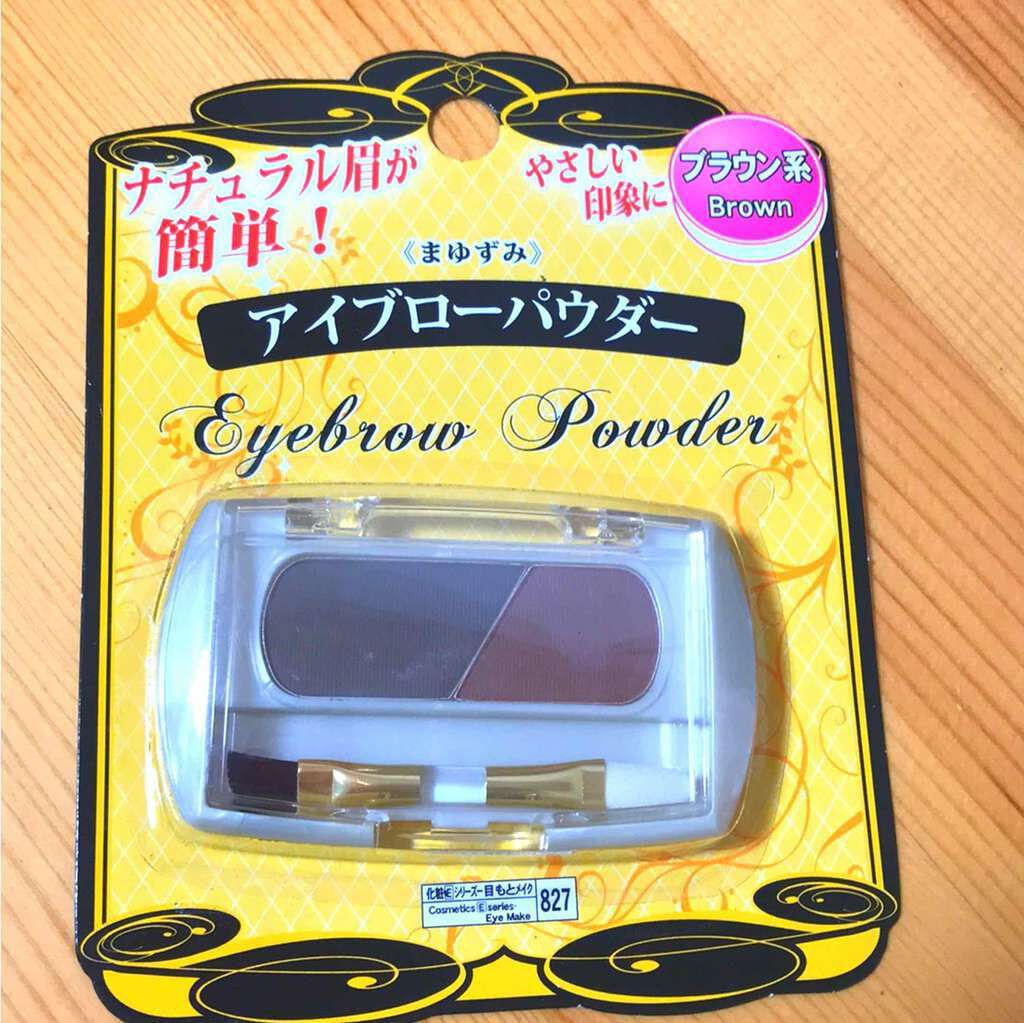 ナチュラル眉が
簡単！
やさしい
印象に
ブラウン系
Brown
《まゆずみ》
アイブローパウダー
Eyebrow Powder
化粧E シリーズー目もとメイク
Cosmetics E series-
Eye Make
827